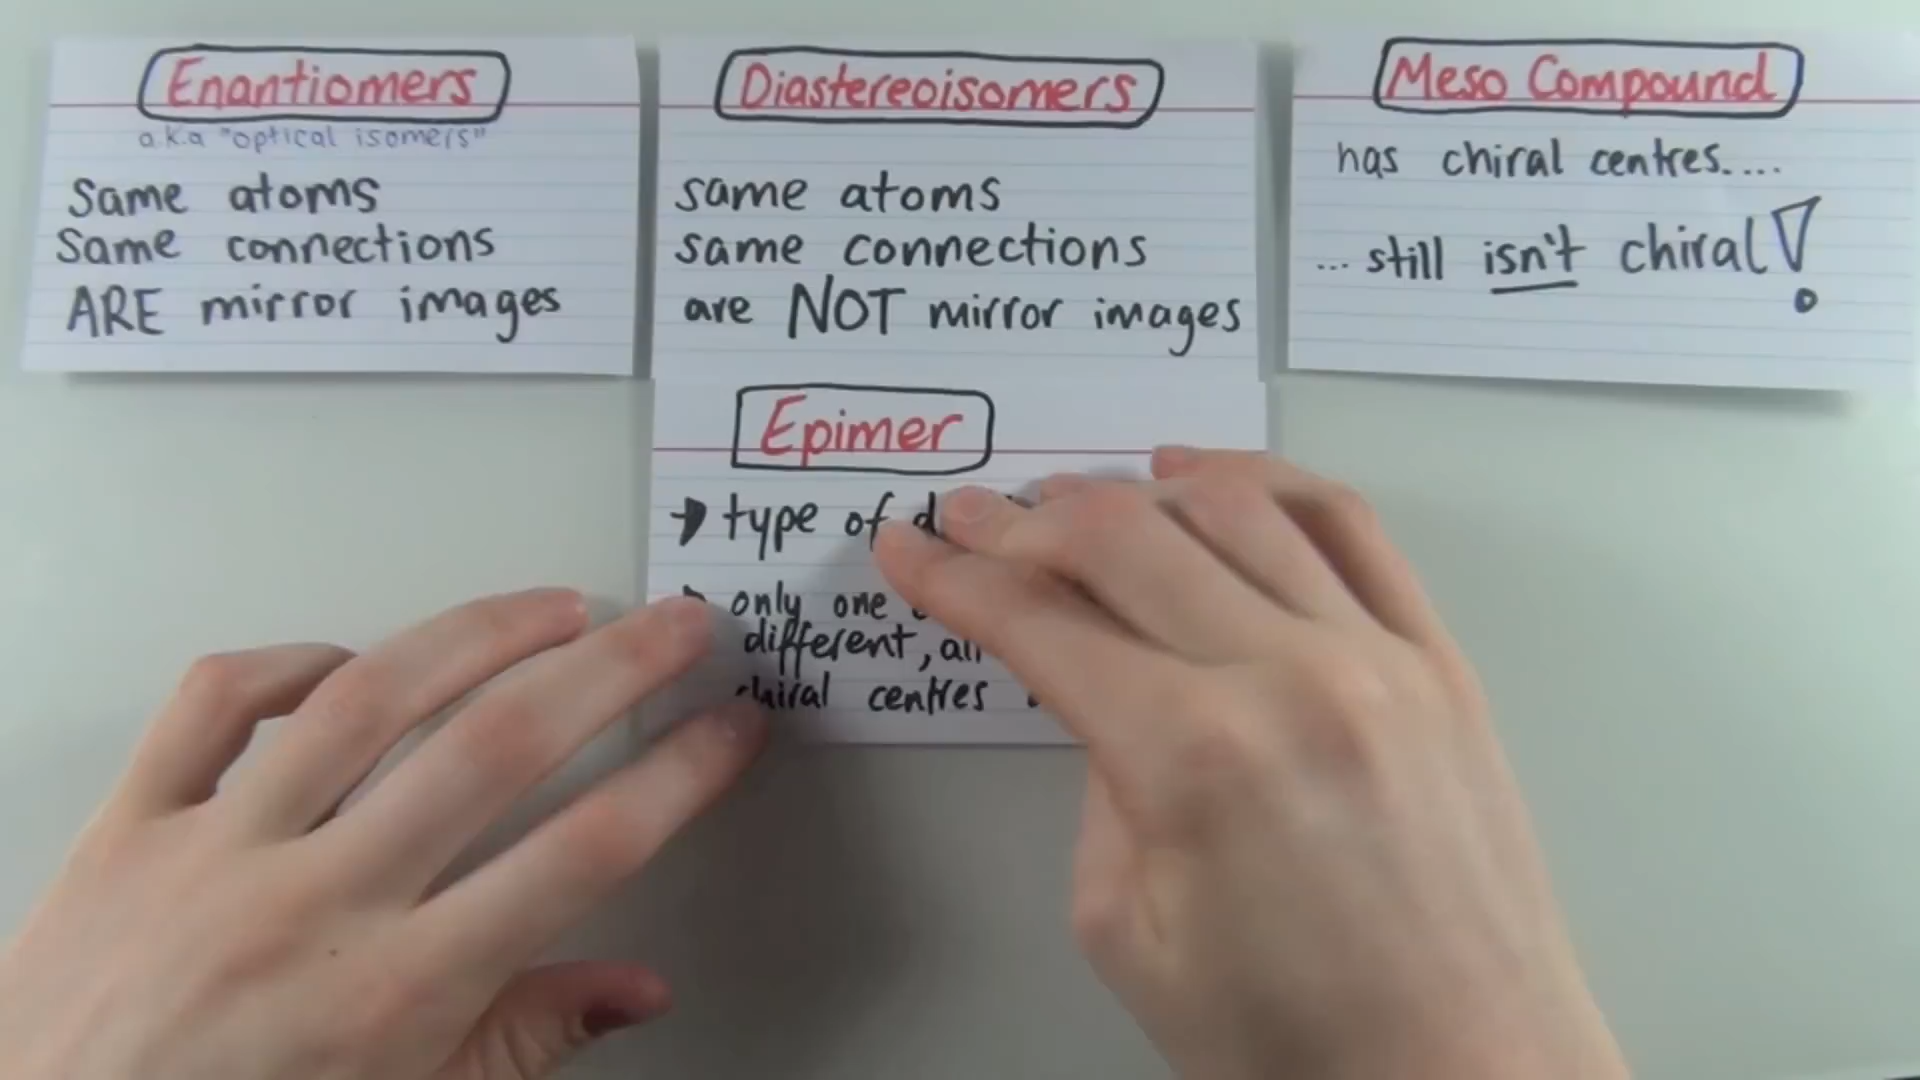 Enantiomers
a.k.a "optical isomers"
Same atoms
Same connections
ARE mirror images
Diastereoisomers
same atoms
same connections
are NOT mirror images
Meso Compound
has chiral centres....
... still isn't chiral!
Epimer
→ type of
only one
different,
chiral centres